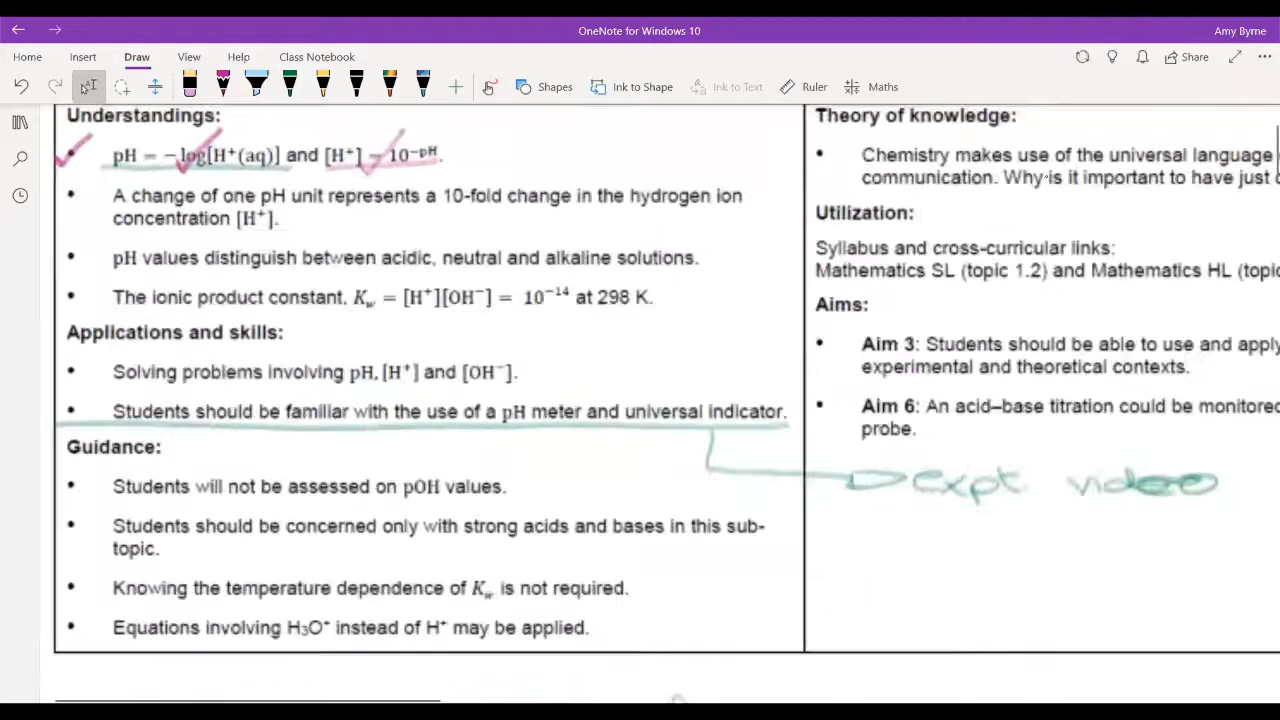 OneNote for Windows 10
Amy Byrne
Home Insert Draw View Help Class Notebook
Share
Shapes Ink to Shape Ink to Text Ruler Maths
Understandings:
• pH = −log[H⁺(aq)] and [H⁺] = 10⁻ᵖᴴ.
• A change of one pH unit represents a 10-fold change in the hydrogen ion
concentration [H⁺].
• pH values distinguish between acidic, neutral and alkaline solutions.
• The ionic product constant, K_w = [H⁺][OH⁻] = 10⁻¹⁴ at 298 K.
Applications and skills:
• Solving problems involving pH, [H⁺] and [OH⁻].
• Students should be familiar with the use of a pH meter and universal indicator.
Guidance:
• Students will not be assessed on pOH values.
• Students should be concerned only with strong acids and bases in this sub-
topic.
• Knowing the temperature dependence of K_w is not required.
• Equations involving H₃O⁺ instead of H⁺ may be applied.
Theory of knowledge:
• Chemistry makes use of the universal language
communication. Why is it important to have just
Utilization:
Syllabus and cross-curricular links:
Mathematics SL (topic 1.2) and Mathematics HL (topic
Aims:
• Aim 3: Students should be able to use and apply
experimental and theoretical contexts.
• Aim 6: An acid–base titration could be monitored
probe.
expt video